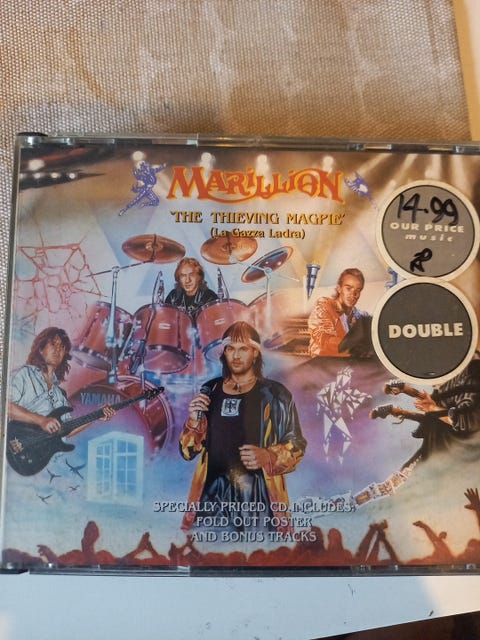 MARILLION
'THE THIEVING MAGPIE'
(La Gazza Ladra)
14.99
OUR PRICE
music
DOUBLE
YAMAHA
SPECIALLY PRICED CD INCLUDES:
FOLD OUT POSTER
AND BONUS TRACKS